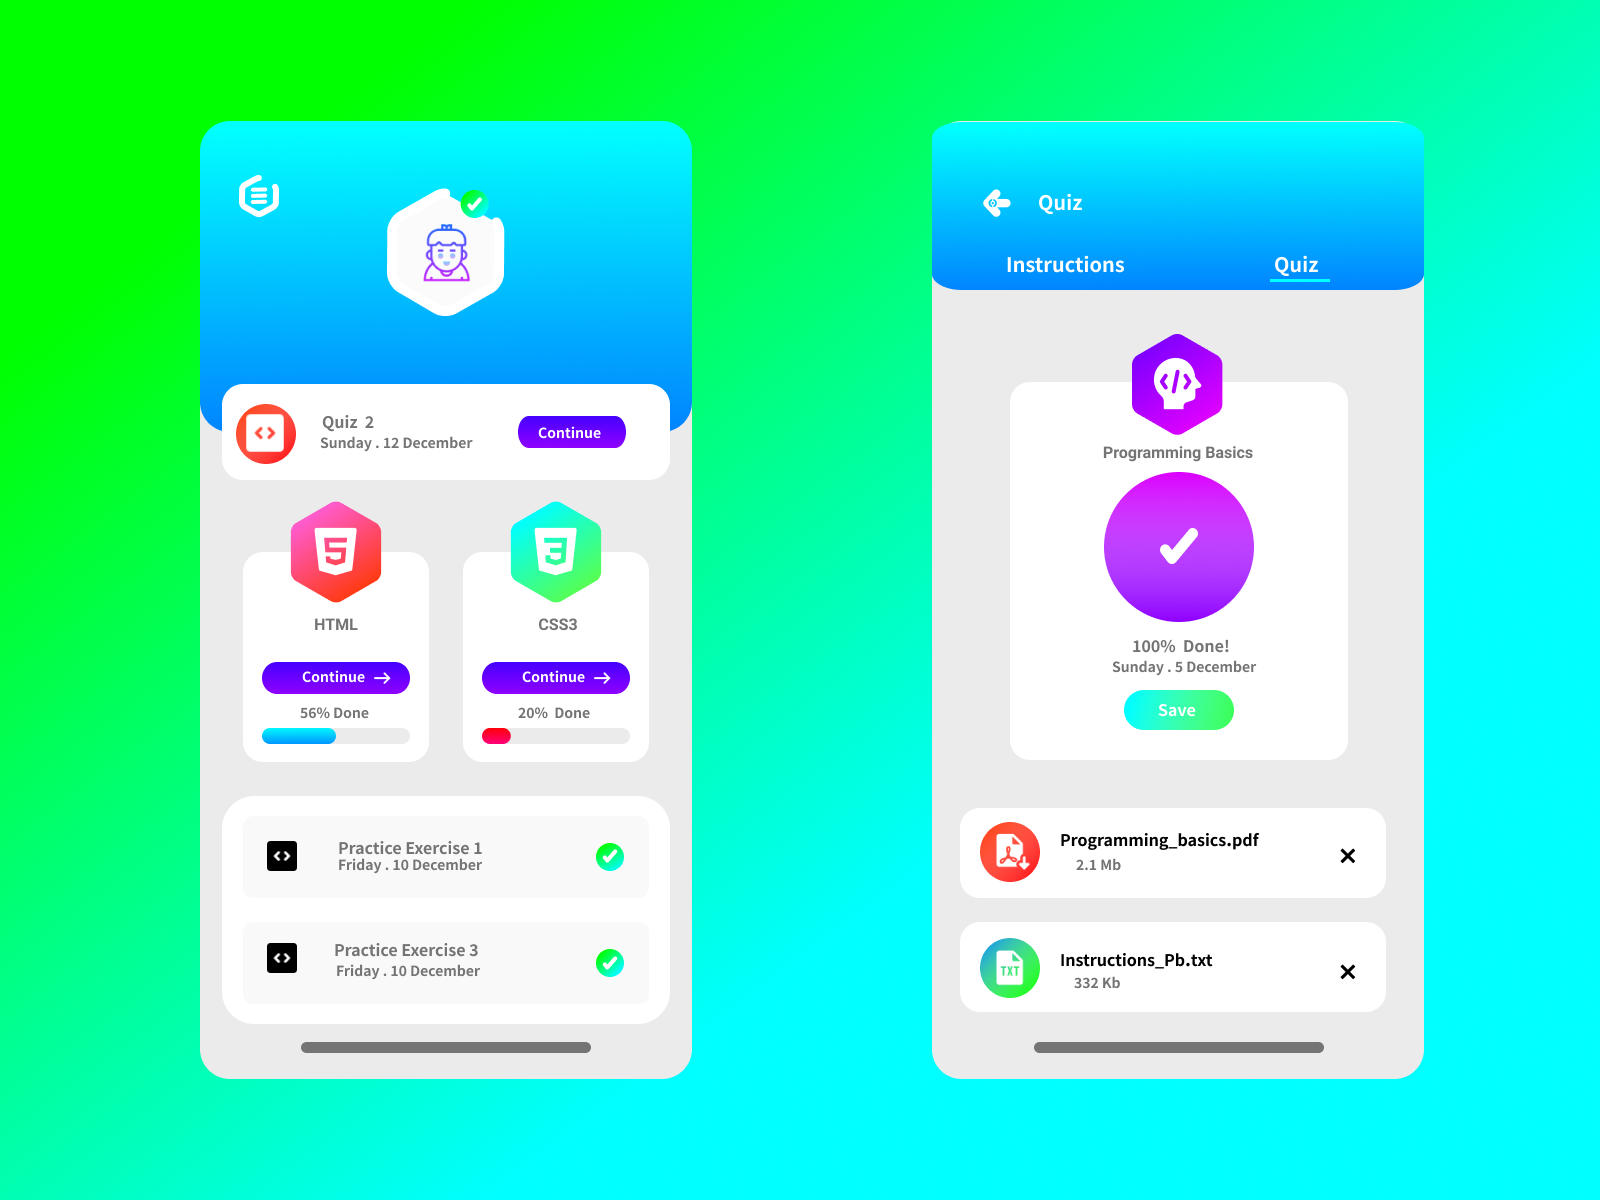 Quiz 2
Sunday . 12 December
Continue
HTML
Continue
56% Done
CSS3
Continue
20% Done
Practice Exercise 1
Friday . 10 December
Practice Exercise 3
Friday . 10 December
Quiz
Instructions
Quiz
Programming Basics
100% Done!
Sunday . 5 December
Save
Programming_basics.pdf
2.1 Mb
TXT
Instructions_Pb.txt
332 Kb